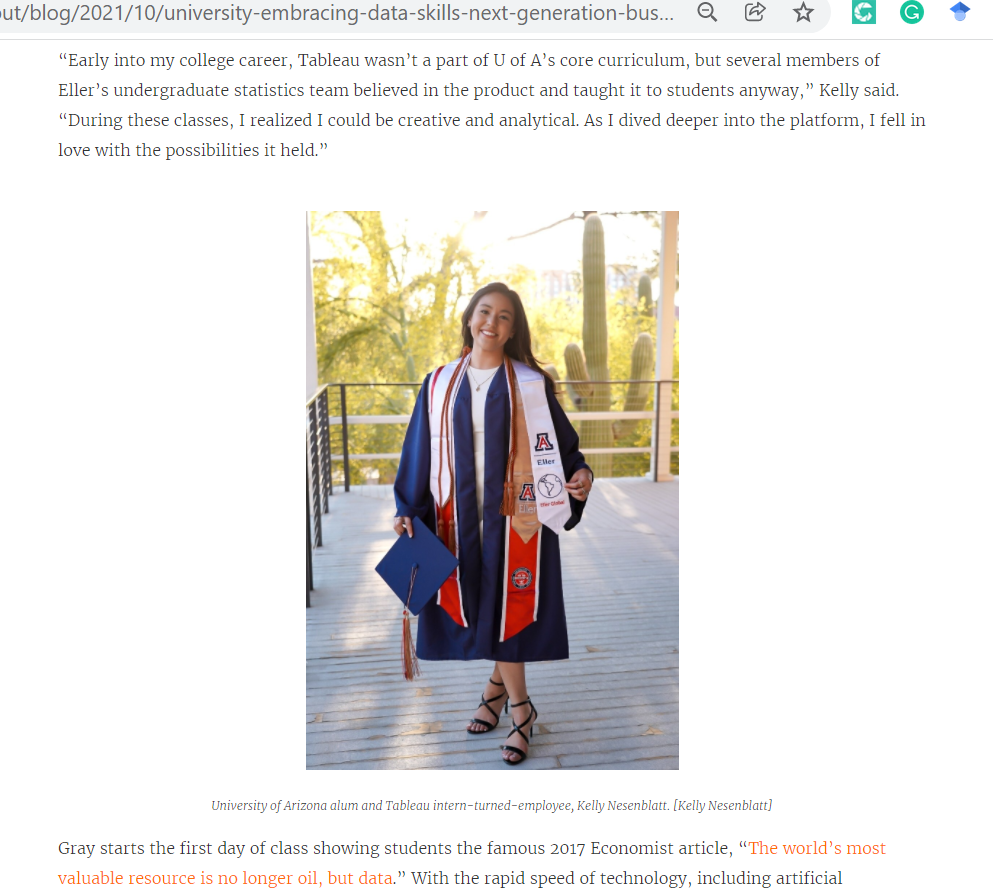 out/blog/2021/10/university-embracing-data-skills-next-generation-bus...
“Early into my college career, Tableau wasn’t a part of U of A’s core curriculum, but several members of
Eller’s undergraduate statistics team believed in the product and taught it to students anyway,” Kelly said.
“During these classes, I realized I could be creative and analytical. As I dived deeper into the platform, I fell in
love with the possibilities it held.”
A
Eller
A
Eller
Eller Global
University of Arizona alum and Tableau intern-turned-employee, Kelly Nesenblatt. [Kelly Nesenblatt]
Gray starts the first day of class showing students the famous 2017 Economist article, “The world’s most
valuable resource is no longer oil, but data.” With the rapid speed of technology, including artificial